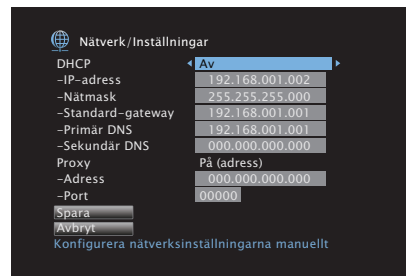 Nätverk/Inställningar
DHCP Av
–IP-adress 192.168.001.002
–Nätmask 255.255.255.000
–Standard-gateway 192.168.001.001
–Primär DNS 192.168.001.001
–Sekundär DNS 000.000.000.000
Proxy På (adress)
–Adress 000.000.000.000
–Port 00000
Spara
Avbryt
Konfigurera nätverksinställningarna manuellt